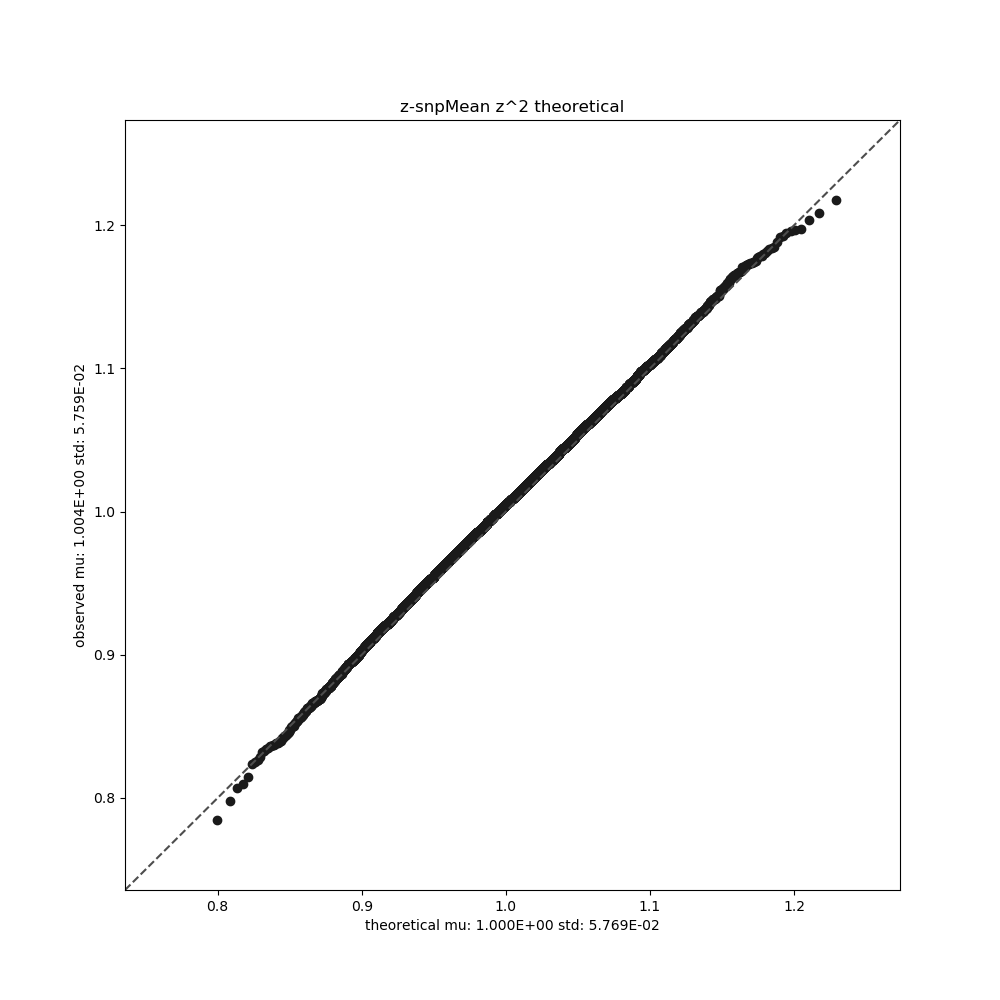 z-snpMean z^2 theoretical
observed mu: 1.004E+00 std: 5.759E-02
1.2
1.1
1.0
0.9
0.8
0.8 0.9 1.0 1.1 1.2
theoretical mu: 1.000E+00 std: 5.769E-02